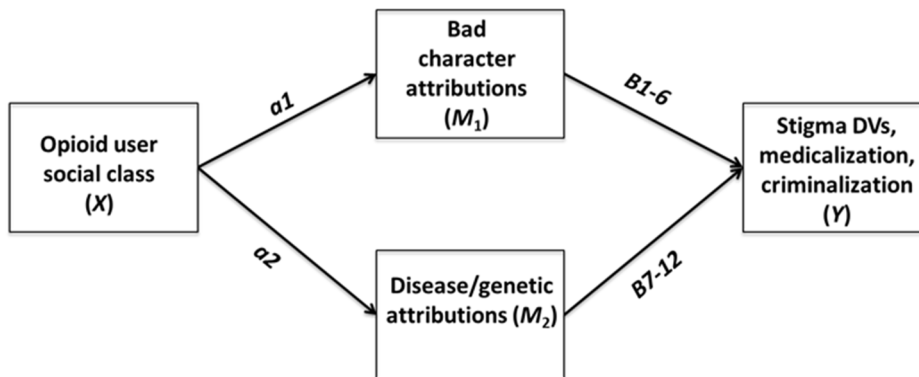 Opioid user
social class
(X)
a1
a2
Bad
character
attributions
(M₁)
Disease/genetic
attributions (M₂)
B1-6
B7-12
Stigma DVs,
medicalization,
criminalization
(Y)